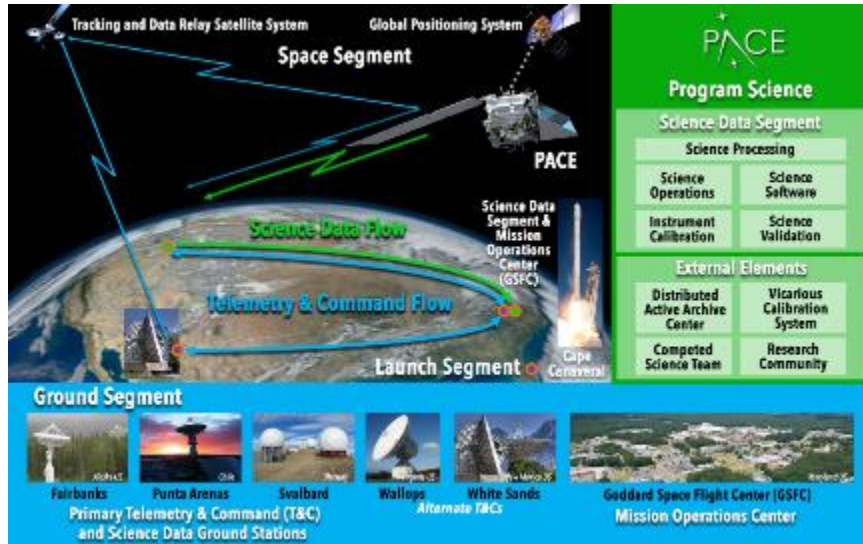 Tracking and Data Relay Satellite System
Global Positioning System
Space Segment
PACE
Science Data Flow
Telemetry & Command Flow
Science Data
Segment &
Mission
Operations
Center
(GSFC)
Launch Segment
Cape
Canaveral
PACE
Program Science
Science Data Segment
Science Processing
Science
Operations
Science
Software
Instrument
Calibration
Science
Validation
External Elements
Distributed
Active Archive
Center
Vicarious
Calibration
System
Competed
Science Team
Research
Community
Ground Segment
Alaska US
Chile
Norway
Fairbanks
Punta Arenas
Svalbard
Wallops
White Sands
Primary Telemetry & Command (T&C)
and Science Data Ground Stations
Alternate T&Cs
Goddard Space Flight Center (GSFC)
Mission Operations Center